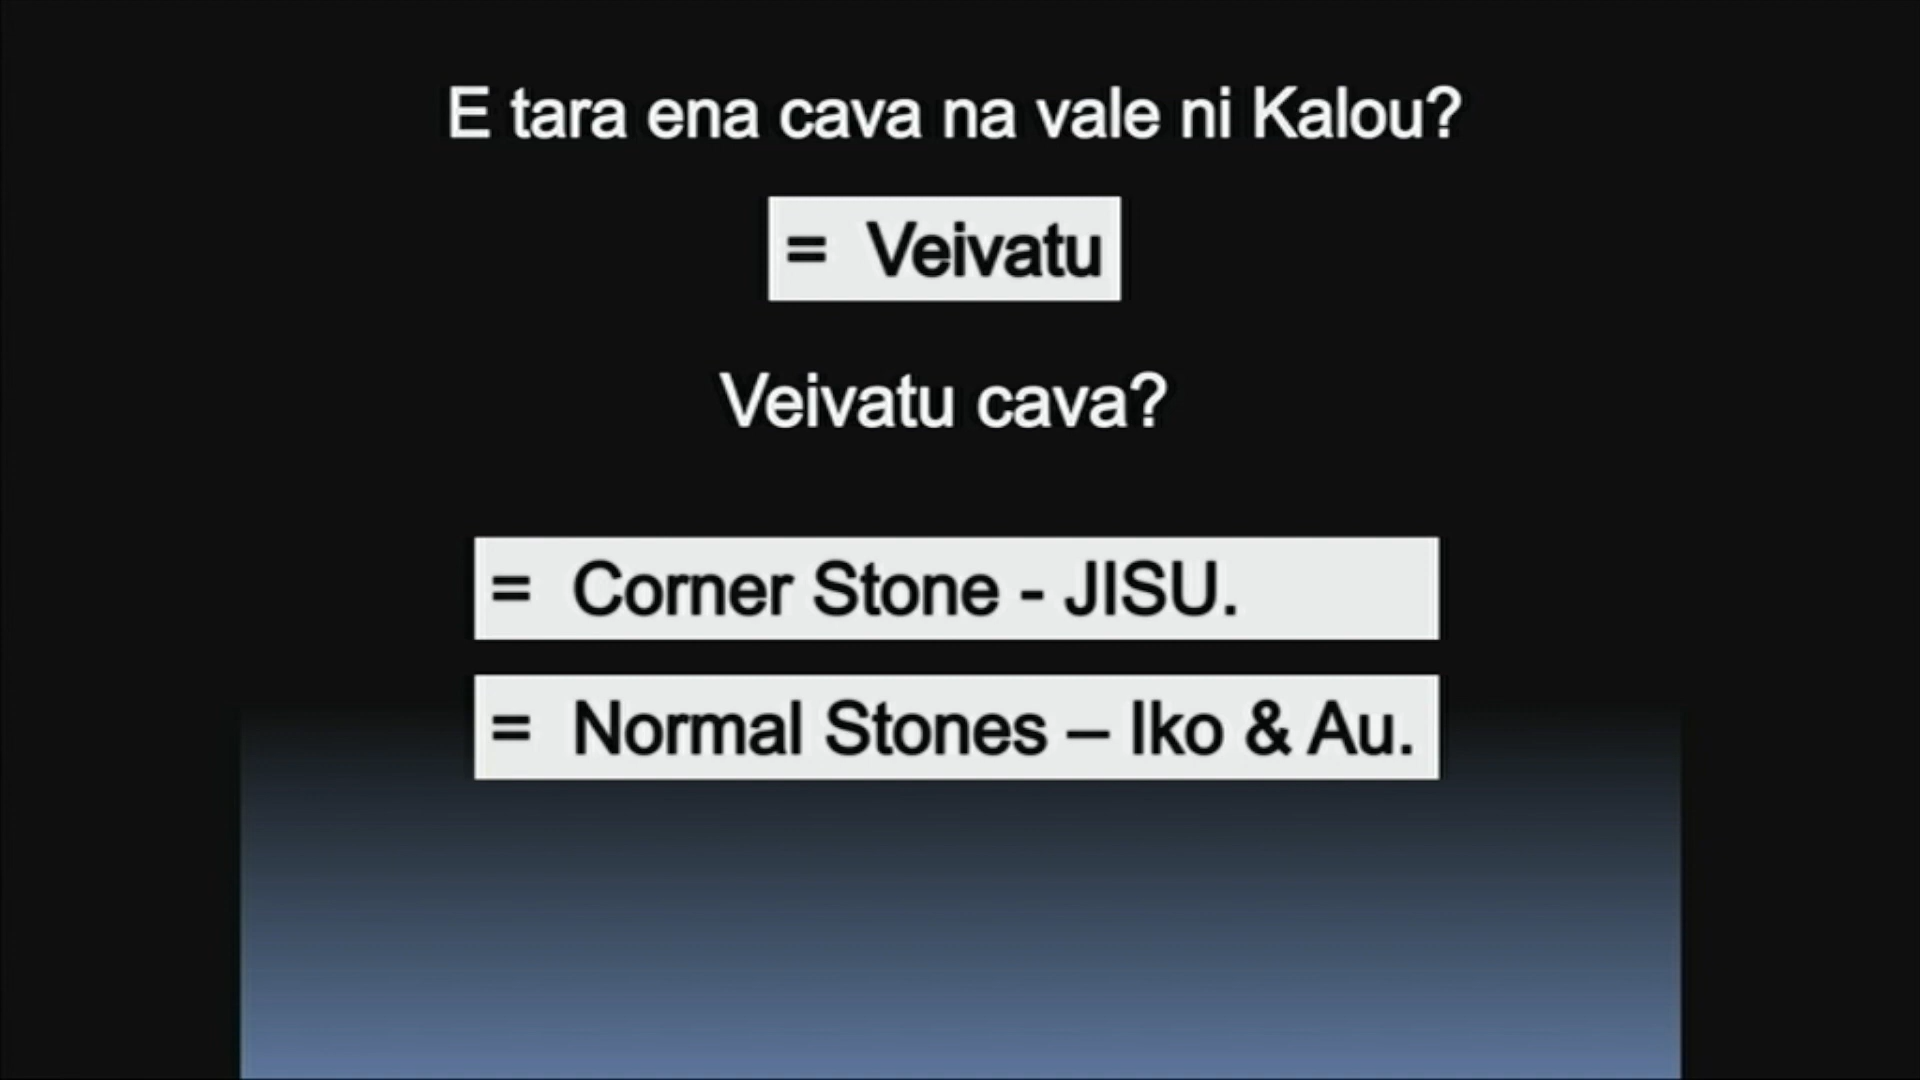 E tara ena cava na vale ni Kalou?
= Veivatu
Veivatu cava?
= Corner Stone - JISU.
= Normal Stones – Iko & Au.